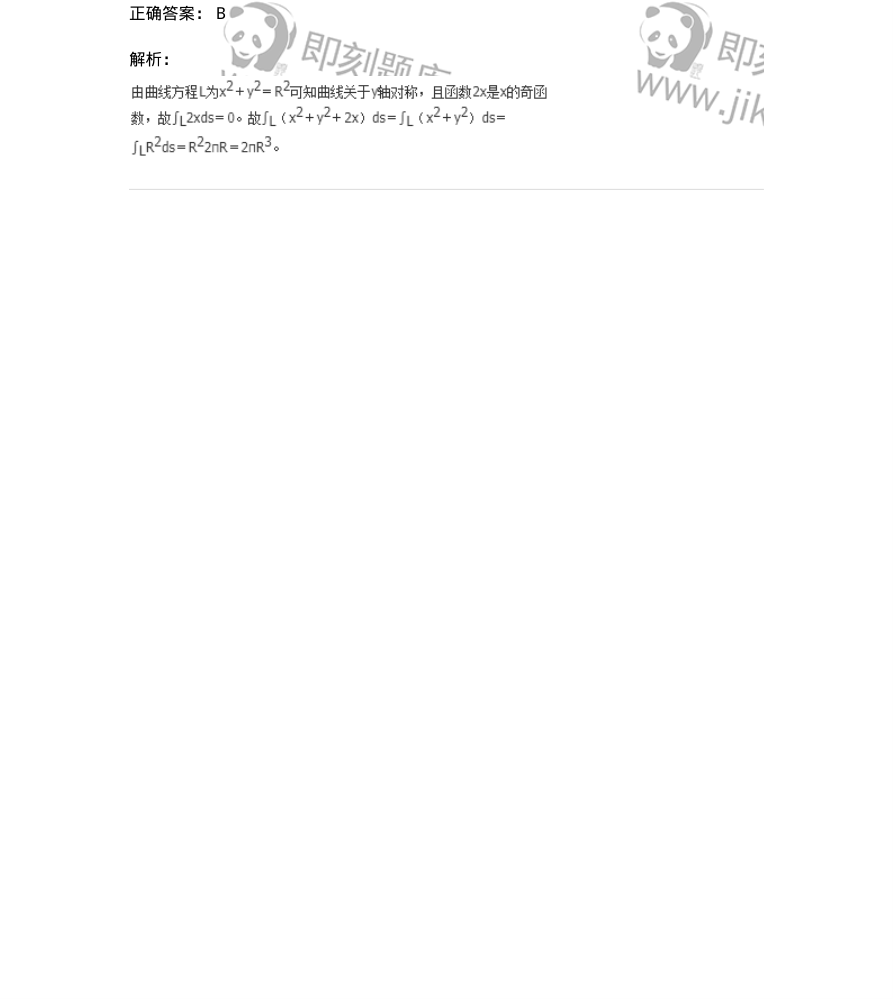 正确答案： B
即刻题库
即
www.jik
解析：
由曲线方程L为x²+y²=R²可知曲线关于y轴对称，且函数2x是x的奇函
数，故∫L2xds=0。故∫L（x²+y²+2x）ds=∫L（x²+y²）ds=
∫LR²ds=R²2πR=2πR³。